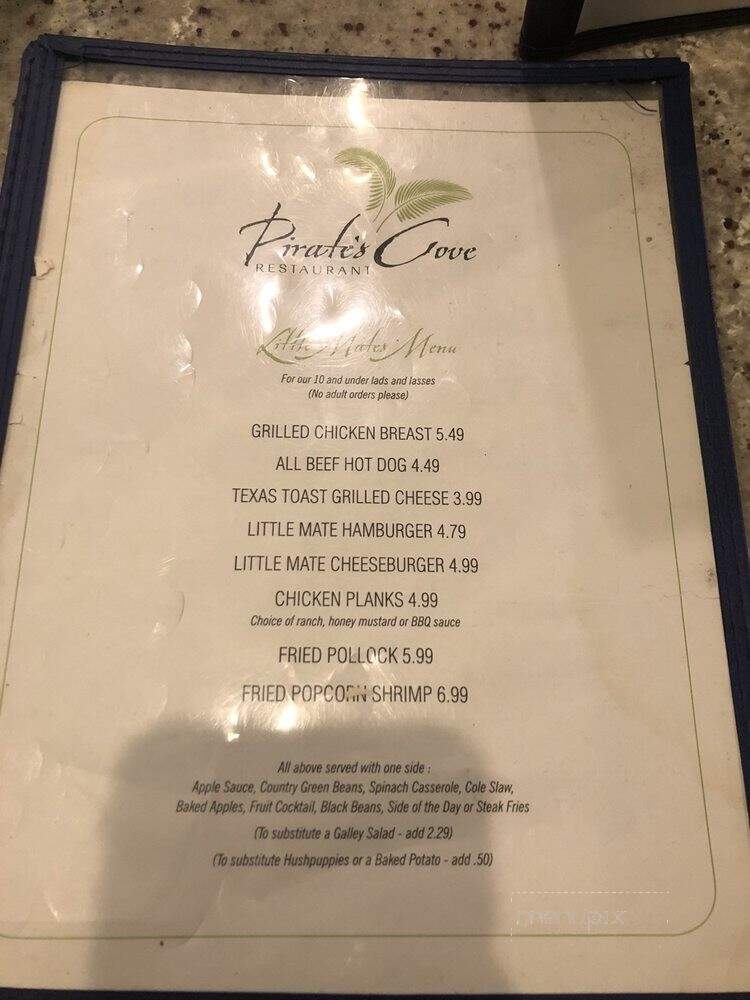 Pirate's Cove
RESTAURANT
Little Mates Menu
For our 10 and under lads and lasses
(No adult orders please)
GRILLED CHICKEN BREAST 5.49
ALL BEEF HOT DOG 4.49
TEXAS TOAST GRILLED CHEESE 3.99
LITTLE MATE HAMBURGER 4.79
LITTLE MATE CHEESEBURGER 4.99
CHICKEN PLANKS 4.99
Choice of ranch, honey mustard or BBQ sauce
FRIED POLLOCK 5.99
FRIED POPCORN SHRIMP 6.99
All above served with one side :
Apple Sauce, Country Green Beans, Spinach Casserole, Cole Slaw,
Baked Apples, Fruit Cocktail, Black Beans, Side of the Day or Steak Fries
(To substitute a Galley Salad - add 2.29)
(To substitute Hushpuppies or a Baked Potato - add .50)
menupix